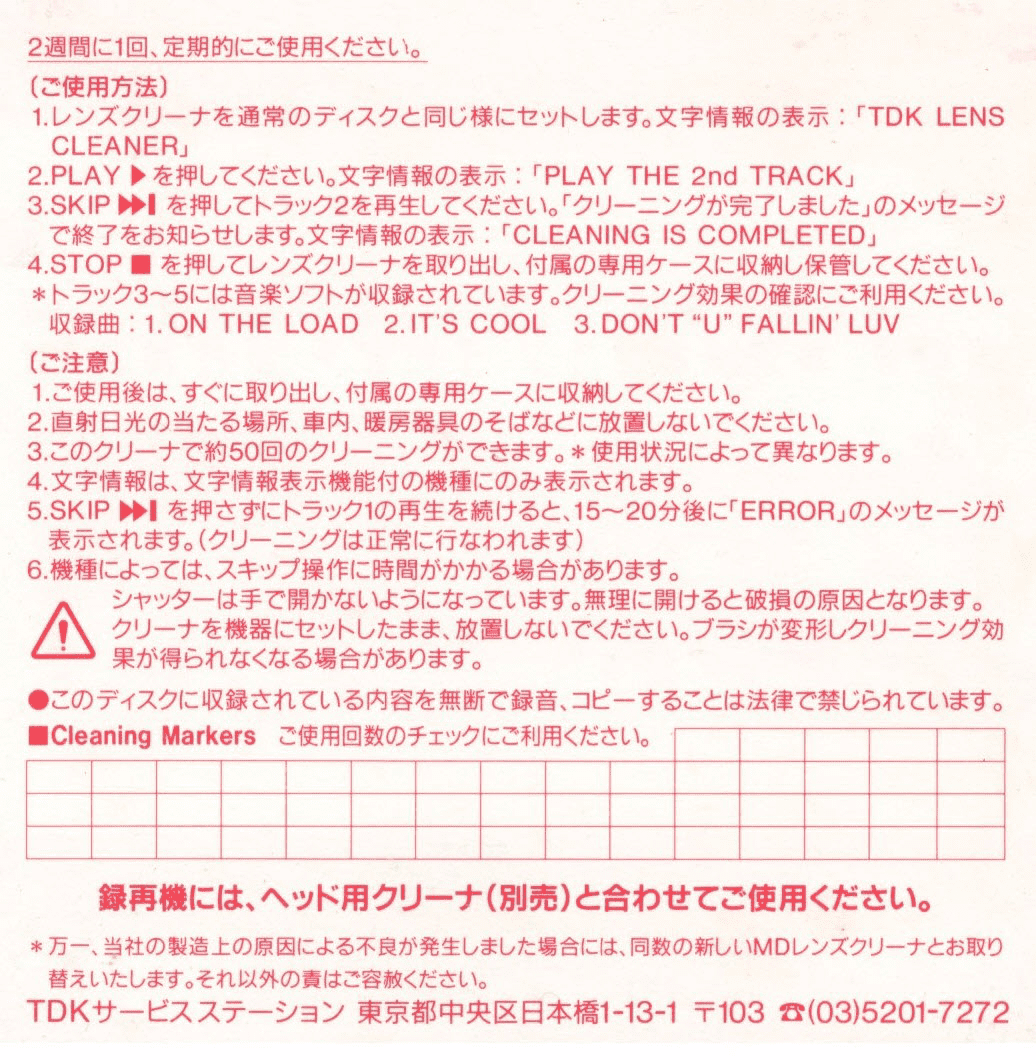 2週間に1回、定期的にご使用ください。
〔ご使用方法〕
1.レンズクリーナを通常のディスクと同じ様にセットします。文字情報の表示:「TDK LENS
CLEANER」
2.PLAY ▶ を押してください。文字情報の表示:「PLAY THE 2nd TRACK」
3.SKIP ▶▶I を押してトラック2を再生してください。「クリーニングが完了しました」のメッセージ
で終了をお知らせします。文字情報の表示:「CLEANING IS COMPLETED」
4.STOP ■ を押してレンズクリーナを取り出し、付属の専用ケースに収納し保管してください。
*トラック3〜5には音楽ソフトが収録されています。クリーニング効果の確認にご利用ください。
収録曲:1. ON THE LOAD 2. IT'S COOL 3. DON'T “U” FALLIN' LUV
〔ご注意〕
1.ご使用後は、すぐに取り出し、付属の専用ケースに収納してください。
2.直射日光の当たる場所、車内、暖房器具のそばなどに放置しないでください。
3.このクリーナで約50回のクリーニングができます。*使用状況によって異なります。
4.文字情報は、文字情報表示機能付の機種にのみ表示されます。
5.SKIP ▶▶I を押さずにトラック1の再生を続けると、15〜20分後に「ERROR」のメッセージが
表示されます。(クリーニングは正常に行なわれます)
6.機種によっては、スキップ操作に時間がかかる場合があります。
シャッターは手で開かないようになっています。無理に開けると破損の原因となります。
クリーナを機器にセットしたまま、放置しないでください。ブラシが変形しクリーニング効
果が得られなくなる場合があります。
●このディスクに収録されている内容を無断で録音、コピーすることは法律で禁じられています。
■Cleaning Markers ご使用回数のチェックにご利用ください。
録再機には、ヘッド用クリーナ(別売)と合わせてご使用ください。
*万一、当社の製造上の原因による不良が発生しました場合には、同数の新しいMDレンズクリーナとお取り
替えいたします。それ以外の責はご容赦ください。
TDKサービスステーション 東京都中央区日本橋1-13-1 〒103 ☎(03)5201-7272